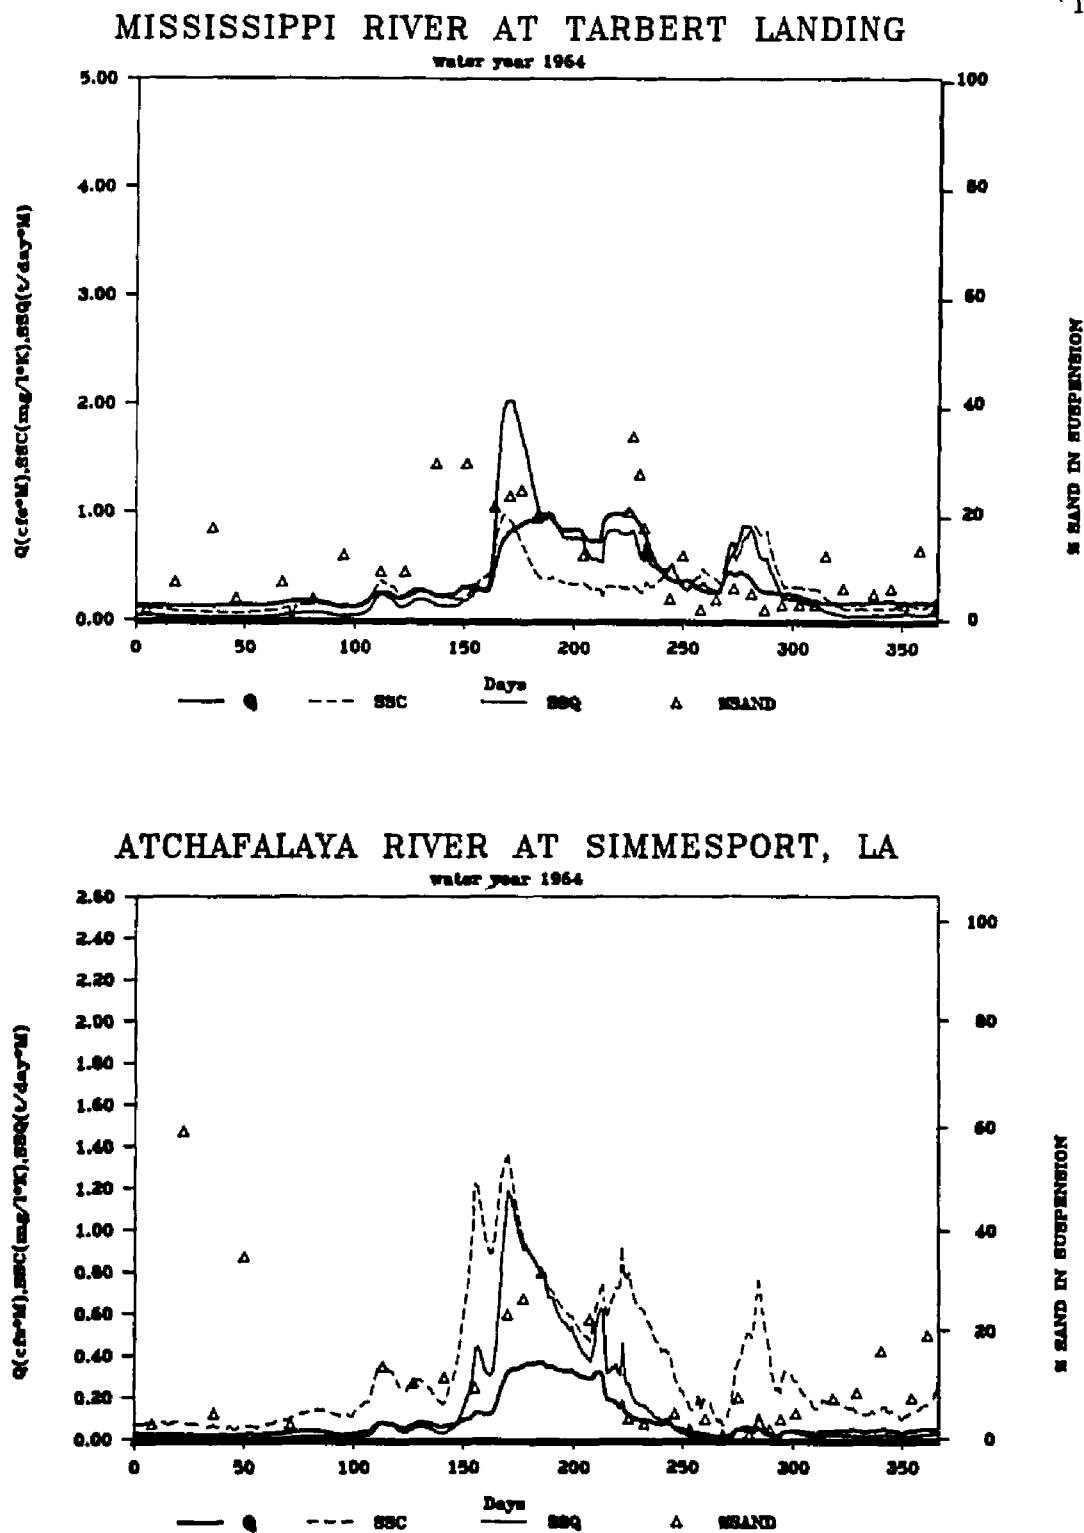 MISSISSIPPI RIVER AT TARBERT LANDING
water year 1964
5.00
4.00
3.00
2.00
1.00
0.00
100
80
60
40
20
0
Q(cfs*M),SSC(mg/l*K),SSQ(t/day*M)
% SAND IN SUSPENSION
0 50 100 150 200 250 300 350
Days
Q SSC SSQ %SAND
ATCHAFALAYA RIVER AT SIMMESPORT, LA
water year 1964
2.60
2.40
2.20
2.00
1.80
1.60
1.40
1.20
1.00
0.80
0.60
0.40
0.20
0.00
100
80
60
40
20
0
Q(cfs*M),SSC(mg/l*K),SSQ(t/day*M)
% SAND IN SUSPENSION
0 50 100 150 200 250 300 350
Days
Q SSC SSQ %SAND